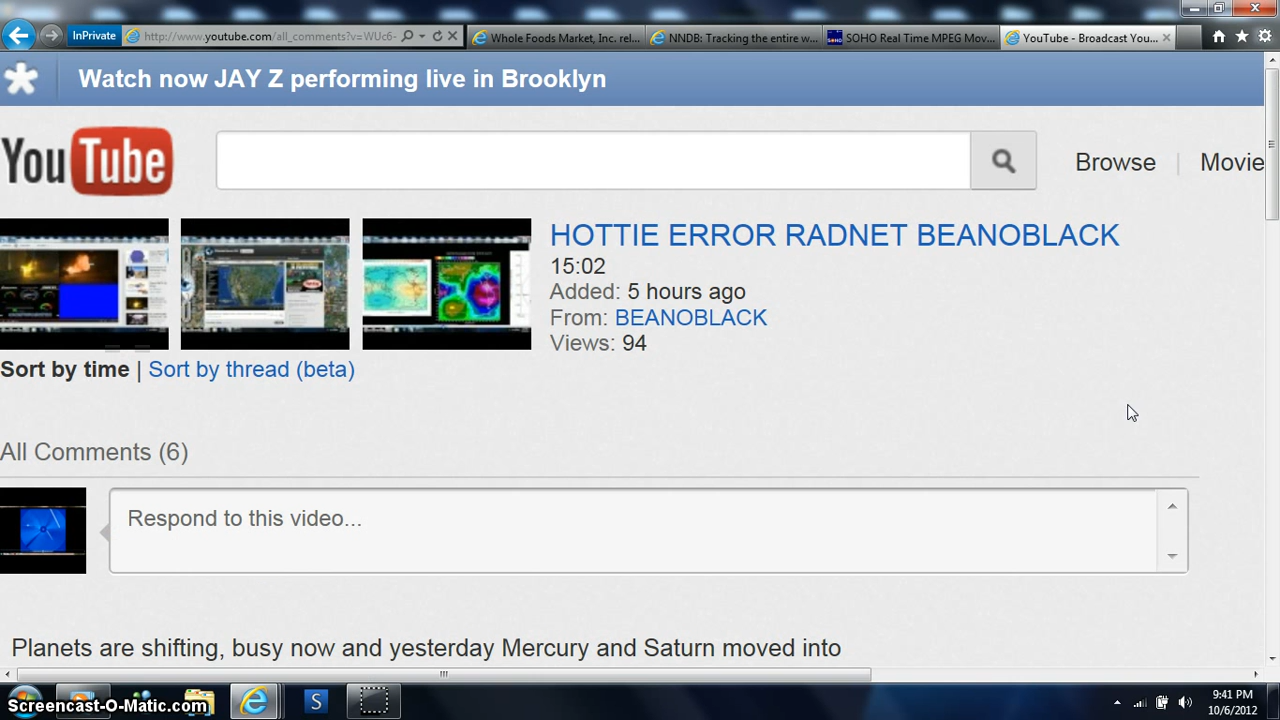 InPrivate
http://www.youtube.com/all_comments?v=WUc6-
Whole Foods Market, Inc. rel...
NNDB: Tracking the entire w...
SOHO Real Time MPEG Mov...
YouTube - Broadcast You...
Watch now JAY Z performing live in Brooklyn
YouTube
Browse | Movie
HOTTIE ERROR RADNET BEANOBLACK
15:02
Added: 5 hours ago
From: BEANOBLACK
Views: 94
Sort by time | Sort by thread (beta)
All Comments (6)
Respond to this video...
Planets are shifting, busy now and yesterday Mercury and Saturn moved into
Screencast-O-Matic.com
S
9:41 PM
10/6/2012